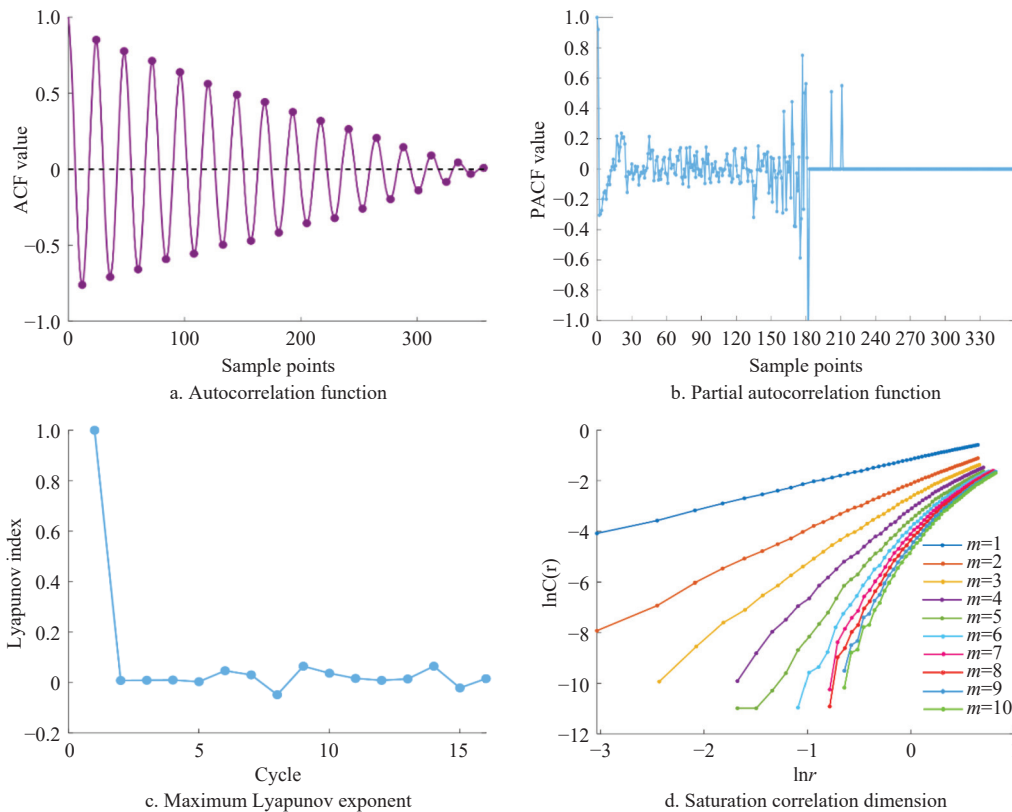 1.0
0.5
0
−0.5
−1.0
ACF value
0
100
200
300
Sample points
a. Autocorrelation function
1.0
0.8
0.6
0.4
0.2
0
−0.2
−0.4
−0.6
−0.8
−1.0
PACF value
0
30
60
90
120
150
180
210
240
270
300
330
Sample points
b. Partial autocorrelation function
1.0
0.8
0.6
0.4
0.2
0
−0.2
Lyapunov index
0
5
10
15
Cycle
c. Maximum Lyapunov exponent
0
−2
−4
−6
−8
−10
−12
lnC(r)
m=1
m=2
m=3
m=4
m=5
m=6
m=7
m=8
m=9
m=10
−3
−2
−1
0
lnr
d. Saturation correlation dimension